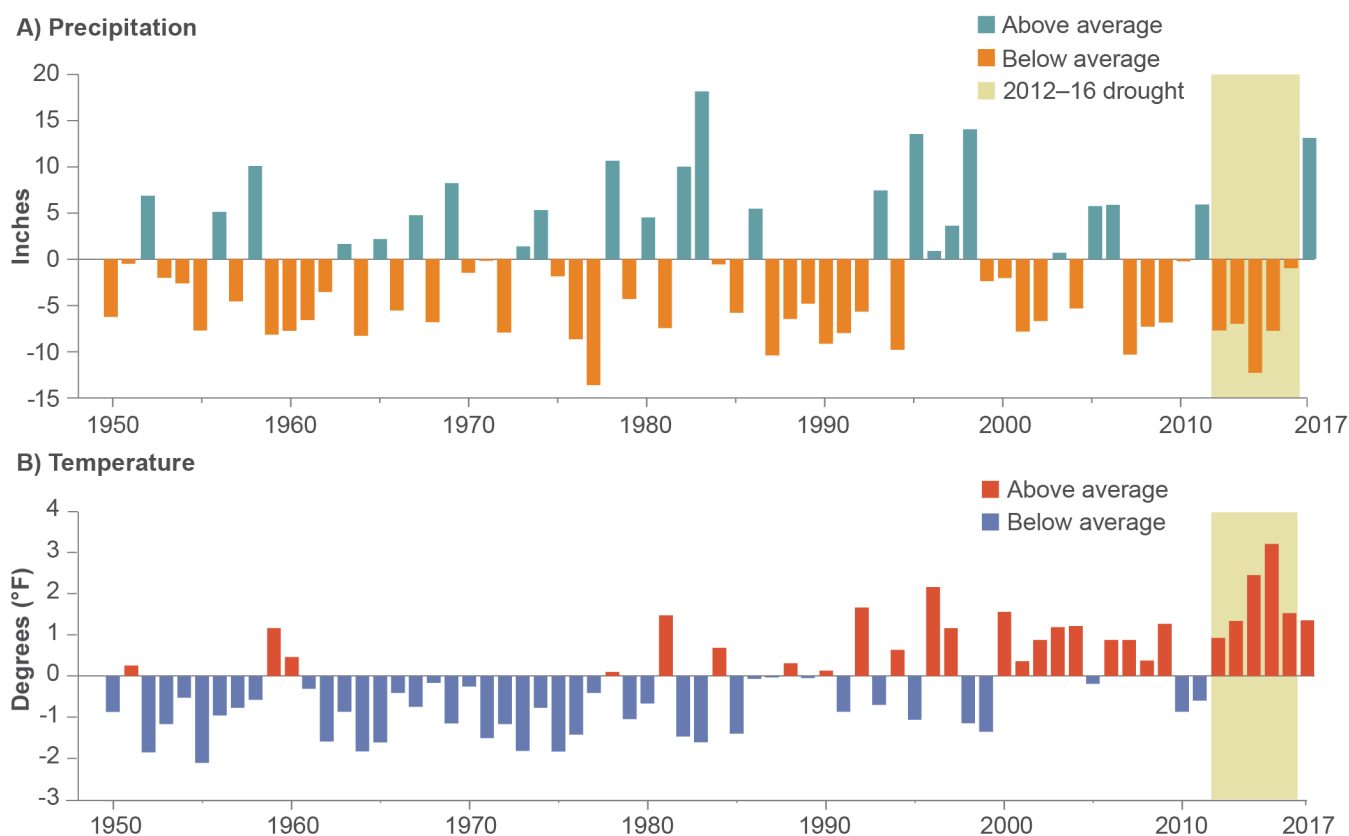 A) Precipitation
Above average
Below average
2012–16 drought
Inches
20
15
10
5
0
-5
-10
-15
1950 1960 1970 1980 1990 2000 2010 2017
B) Temperature
Above average
Below average
Degrees (°F)
4
3
2
1
0
-1
-2
-3
1950 1960 1970 1980 1990 2000 2010 2017